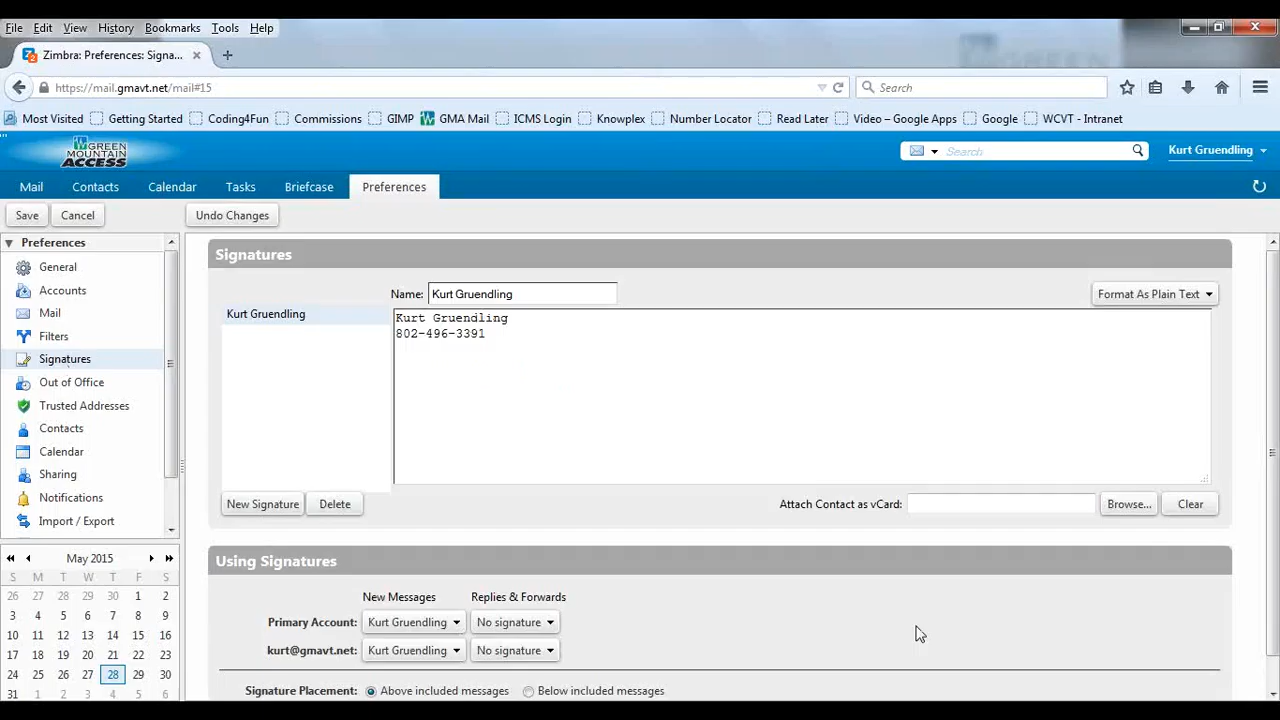 File Edit View History Bookmarks Tools Help
Zimbra: Preferences: Signa...
https://mail.gmavt.net/mail#15
Search
Most Visited Getting Started Coding4Fun Commissions GIMP GMA Mail ICMS Login Knowplex Number Locator Read Later Video – Google Apps Google WCVT - Intranet
GREEN MOUNTAIN ACCESS
Search
Kurt Gruendling
Mail Contacts Calendar Tasks Briefcase Preferences
Save Cancel Undo Changes
Preferences
General
Accounts
Mail
Filters
Signatures
Out of Office
Trusted Addresses
Contacts
Calendar
Sharing
Notifications
Import / Export
May 2015
S M T W T F S
26 27 28 29 30 1 2
3 4 5 6 7 8 9
10 11 12 13 14 15 16
17 18 19 20 21 22 23
24 25 26 27 28 29 30
31 1 2 3 4 5 6
Signatures
Name: Kurt Gruendling
Format As Plain Text
Kurt Gruendling
Kurt Gruendling
802-496-3391
New Signature Delete
Attach Contact as vCard: Browse... Clear
Using Signatures
New Messages Replies & Forwards
Primary Account: Kurt Gruendling No signature
kurt@gmavt.net: Kurt Gruendling No signature
Signature Placement: Above included messages Below included messages